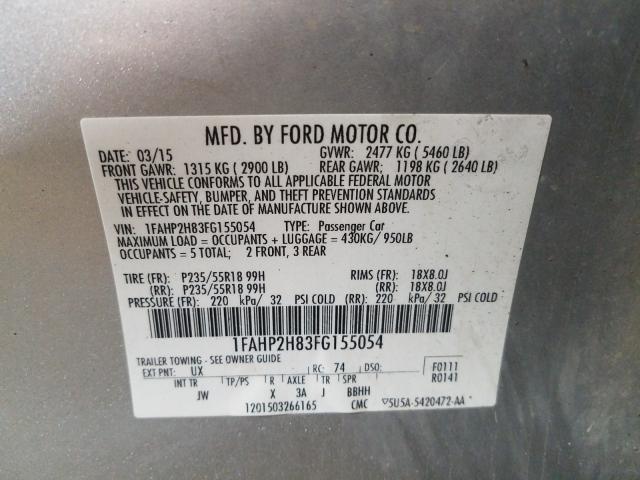 MFD. BY FORD MOTOR CO.
DATE: 03/15 GVWR: 2477 KG ( 5460 LB)
FRONT GAWR: 1315 KG ( 2900 LB) REAR GAWR: 1198 KG ( 2640 LB)
THIS VEHICLE CONFORMS TO ALL APPLICABLE FEDERAL MOTOR
VEHICLE-SAFETY, BUMPER, AND THEFT PREVENTION STANDARDS
IN EFFECT ON THE DATE OF MANUFACTURE SHOWN ABOVE.
VIN: 1FAHP2H83FG155054 TYPE: Passenger Car
MAXIMUM LOAD = OCCUPANTS + LUGGAGE = 430KG/ 950LB
OCCUPANTS = 5 TOTAL; 2 FRONT, 3 REAR
TIRE (FR): P235/55R18 99H RIMS (FR): 18X8.0J
(RR): P235/55R18 99H (RR): 18X8.0J
PRESSURE (FR): 220 kPa/ 32 PSI COLD (RR): 220 kPa/ 32 PSI COLD
1FAHP2H83FG155054
TRAILER TOWING - SEE OWNER GUIDE
EXT PNT: UX RC: 74 DSO: F0111
R0141
INT TR TP/PS R AXLE TR SPR
JW X 3A J BBHH
1201503266165 CMC ▽5U5A-5420472-AA